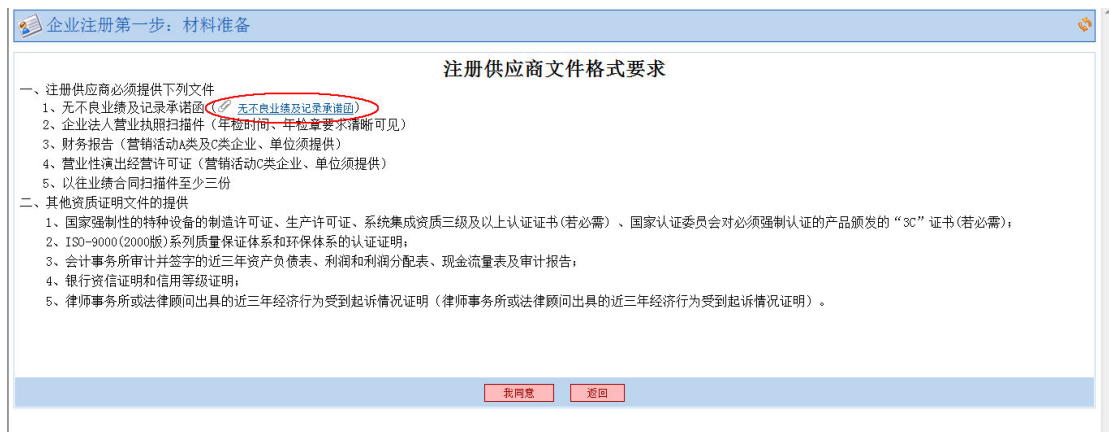 企业注册第一步：材料准备
注册供应商文件格式要求
一、注册供应商必须提供下列文件
1、无不良业绩及记录承诺函（ 无不良业绩及记录承诺函）
2、企业法人营业执照扫描件（年检时间、年检章要求清晰可见）
3、财务报告（营销活动A类及C类企业、单位须提供）
4、营业性演出经营许可证（营销活动C类企业、单位须提供）
5、以往业绩合同扫描件至少三份
二、其他资质证明文件的提供
1、国家强制性的特种设备的制造许可证、生产许可证、系统集成资质三级及以上认证证书(若必需）、国家认证委员会对必须强制认证的产品颁发的“3C”证书(若必需);
2、ISO-9000(2000版)系列质量保证体系和环保体系的认证证明;
3、会计事务所审计并签字的近三年资产负债表、利润和利润分配表、现金流量表及审计报告;
4、银行资信证明和信用等级证明;
5、律师事务所或法律顾问出具的近三年经济行为受到起诉情况证明（律师事务所或法律顾问出具的近三年经济行为受到起诉情况证明）。
我同意 返回